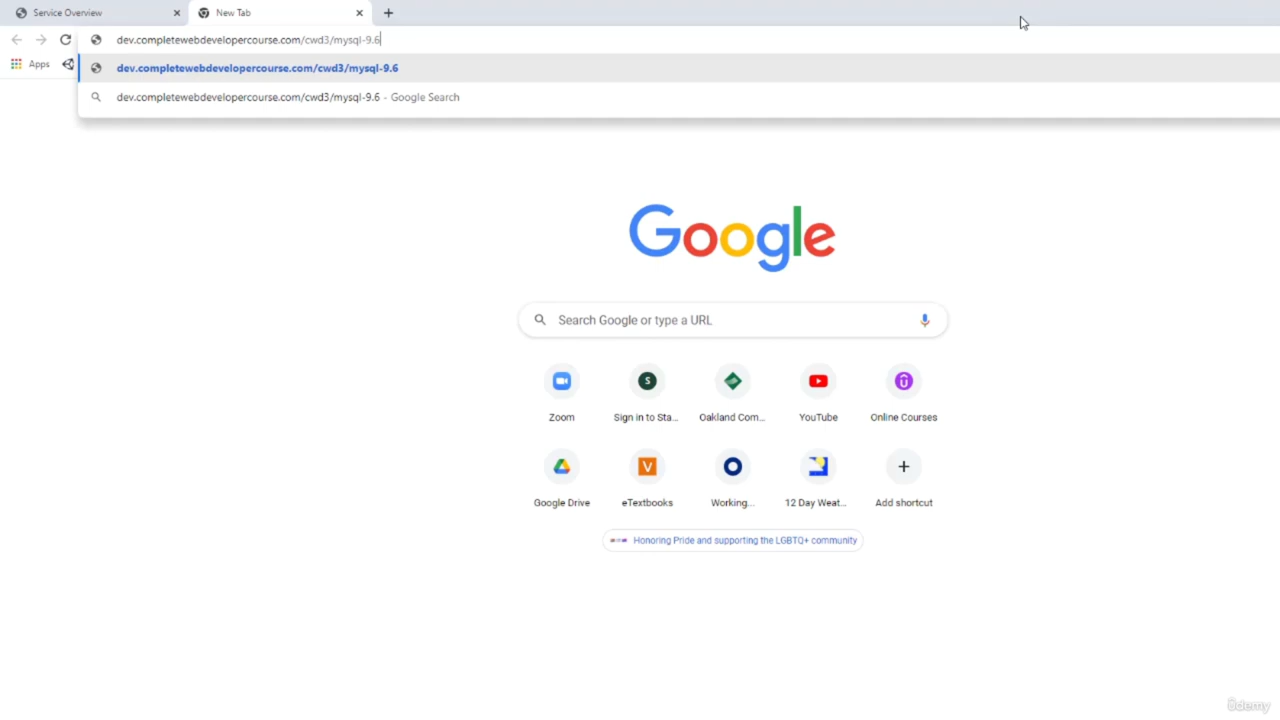 Service Overview
New Tab
dev.completewebdevelopercourse.com/cwd3/mysql-9.6
Apps
dev.completewebdevelopercourse.com/cwd3/mysql-9.6
dev.completewebdevelopercourse.com/cwd3/mysql-9.6 - Google Search
Google
Search Google or type a URL
S
Zoom
Sign in to Sta...
Oakland Com...
YouTube
Online Courses
V
Google Drive
eTextbooks
Working...
12 Day Weat...
Add shortcut
Honoring Pride and supporting the LGBTQ+ community
ûdemy